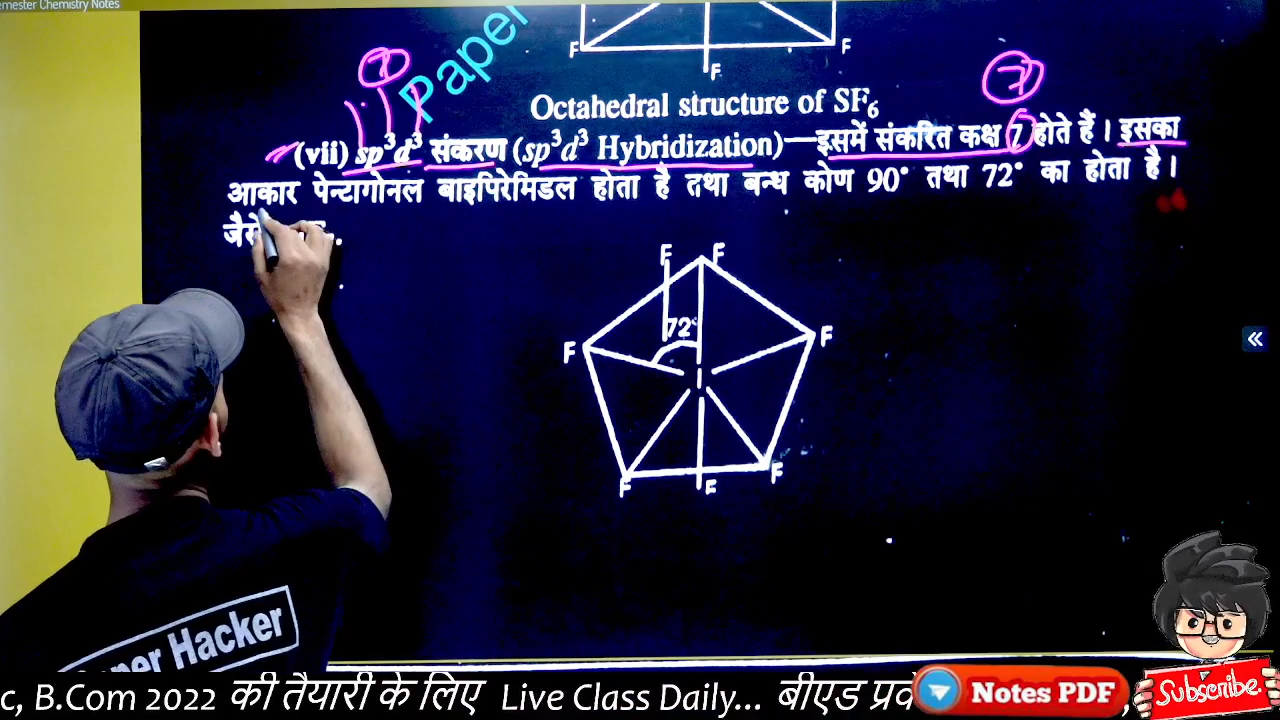 emester Chemistry Notes
Paper
F F
F
Octahedral structure of SF₆
7 7
(vii) sp³d³ संकरण (sp³d³ Hybridization)—इसमें संकरित कक्ष 7 होते हैं। इसका
आकार पेन्टागोनल बाइपिरेमिडल होता है तथा बन्ध कोण 90° तथा 72° का होता है।
F F
72°
F F
I
F F F
per Hacker
c, B.Com 2022 की तैयारी के लिए Live Class Daily... बीएड
Notes PDF
Subscribe